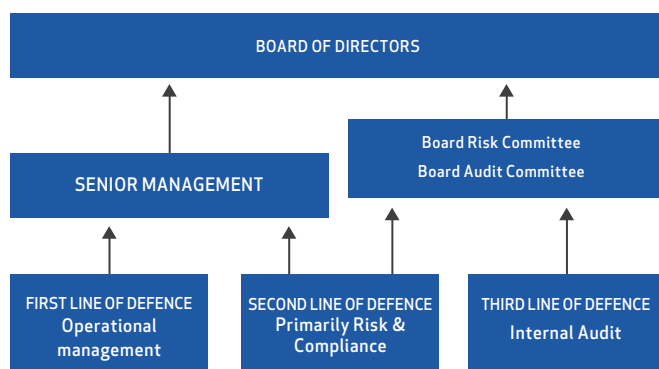 BOARD OF DIRECTORS
Board Risk Committee
Board Audit Committee
SENIOR MANAGEMENT
FIRST LINE OF DEFENCE
Operational
management
SECOND LINE OF DEFENCE
Primarily Risk &
Compliance
THIRD LINE OF DEFENCE
Internal Audit